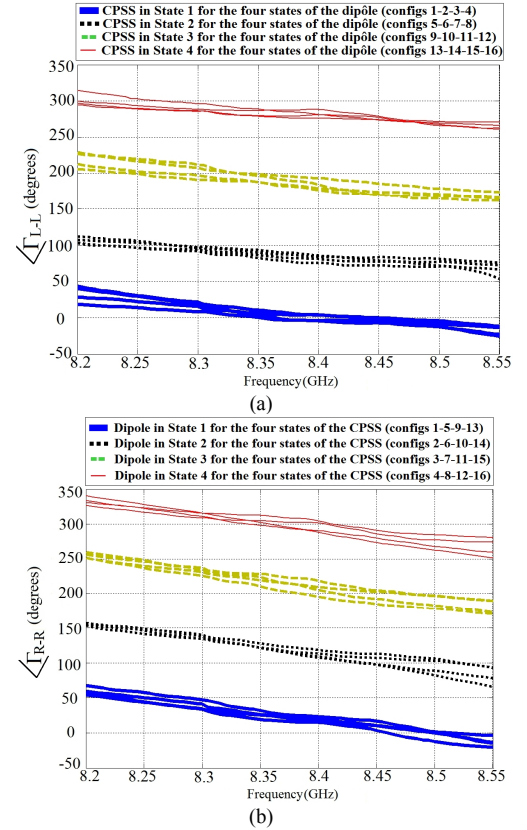 CPSS in State 1 for the four states of the dipôle (configs 1-2-3-4)
CPSS in State 2 for the four states of the dipôle (configs 5-6-7-8)
CPSS in State 3 for the four states of the dipôle (configs 9-10-11-12)
CPSS in State 4 for the four states of the dipôle (configs 13-14-15-16)
350
300
250
200
150
100
50
0
-50
∠ΓL-L (degrees)
8.2 8.25 8.3 8.35 8.4 8.45 8.5 8.55
Frequency(GHz)
(a)
Dipole in State 1 for the four states of the CPSS (configs 1-5-9-13)
Dipole in State 2 for the four states of the CPSS (configs 2-6-10-14)
Dipole in State 3 for the four states of the CPSS (configs 3-7-11-15)
Dipole in State 4 for the four states of the CPSS (configs 4-8-12-16)
350
300
250
200
150
100
50
0
-50
∠ΓR-R (degrees)
8.2 8.25 8.3 8.35 8.4 8.45 8.5 8.55
Frequency(GHz)
(b)